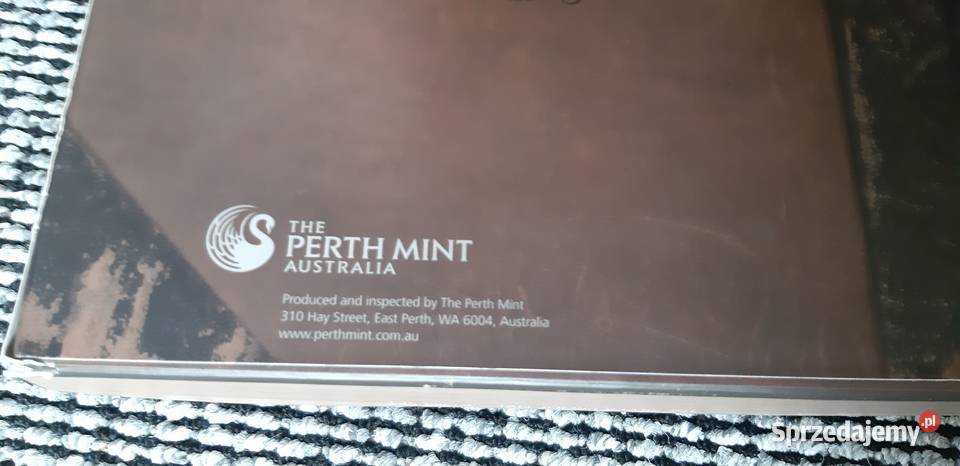 THE
PERTH MINT
AUSTRALIA
Produced and inspected by The Perth Mint
310 Hay Street, East Perth, WA 6004, Australia
www.perthmint.com.au
Sprzedajemy.pl